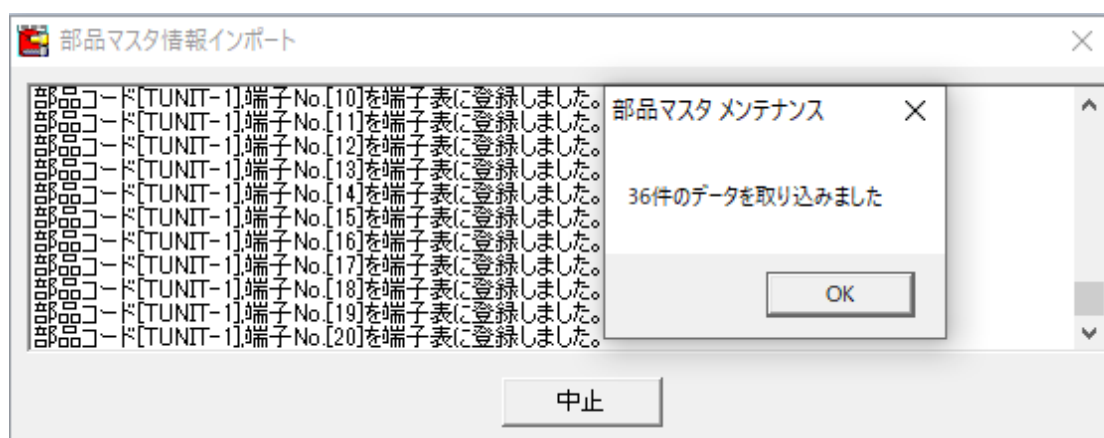 部品マスタ情報インポート
部品コード[TUNIT-1],端子No.[10]を端子表に登録しました。
部品コード[TUNIT-1],端子No.[11]を端子表に登録しました。
部品コード[TUNIT-1],端子No.[12]を端子表に登録しました。
部品コード[TUNIT-1],端子No.[13]を端子表に登録しました。
部品コード[TUNIT-1],端子No.[14]を端子表に登録しました。
部品コード[TUNIT-1],端子No.[15]を端子表に登録しました。
部品コード[TUNIT-1],端子No.[16]を端子表に登録しました。
部品コード[TUNIT-1],端子No.[17]を端子表に登録しました。
部品コード[TUNIT-1],端子No.[18]を端子表に登録しました。
部品コード[TUNIT-1],端子No.[19]を端子表に登録しました。
部品コード[TUNIT-1],端子No.[20]を端子表に登録しました。
部品マスタ メンテナンス
36件のデータを取り込みました
OK
中止